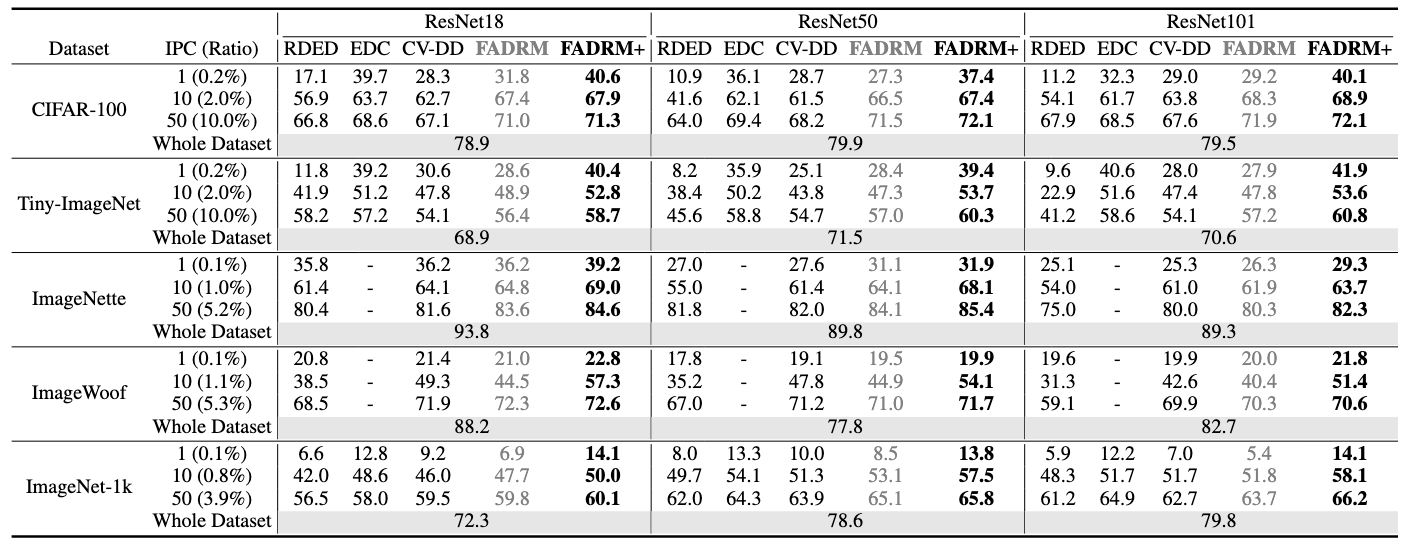 ResNet18 ResNet50 ResNet101
Dataset IPC (Ratio) RDED EDC CV-DD FADRM FADRM+ RDED EDC CV-DD FADRM FADRM+ RDED EDC CV-DD FADRM FADRM+
1 (0.2%) 17.1 39.7 28.3 31.8 40.6 10.9 36.1 28.7 27.3 37.4 11.2 32.3 29.0 29.2 40.1
CIFAR-100 10 (2.0%) 56.9 63.7 62.7 67.4 67.9 41.6 62.1 61.5 66.5 67.4 54.1 61.7 63.8 68.3 68.9
50 (10.0%) 66.8 68.6 67.1 71.0 71.3 64.0 69.4 68.2 71.5 72.1 67.9 68.5 67.6 71.9 72.1
Whole Dataset 78.9 79.9 79.5
1 (0.2%) 11.8 39.2 30.6 28.6 40.4 8.2 35.9 25.1 28.4 39.4 9.6 40.6 28.0 27.9 41.9
Tiny-ImageNet 10 (2.0%) 41.9 51.2 47.8 48.9 52.8 38.4 50.2 43.8 47.3 53.7 22.9 51.6 47.4 47.8 53.6
50 (10.0%) 58.2 57.2 54.1 56.4 58.7 45.6 58.8 54.7 57.0 60.3 41.2 58.6 54.1 57.2 60.8
Whole Dataset 68.9 71.5 70.6
1 (0.1%) 35.8 - 36.2 36.2 39.2 27.0 - 27.6 31.1 31.9 25.1 - 25.3 26.3 29.3
ImageNette 10 (1.0%) 61.4 - 64.1 64.8 69.0 55.0 - 61.4 64.1 68.1 54.0 - 61.0 61.9 63.7
50 (5.2%) 80.4 - 81.6 83.6 84.6 81.8 - 82.0 84.1 85.4 75.0 - 80.0 80.3 82.3
Whole Dataset 93.8 89.8 89.3
1 (0.1%) 20.8 - 21.4 21.0 22.8 17.8 - 19.1 19.5 19.9 19.6 - 19.9 20.0 21.8
ImageWoof 10 (1.1%) 38.5 - 49.3 44.5 57.3 35.2 - 47.8 44.9 54.1 31.3 - 42.6 40.4 51.4
50 (5.3%) 68.5 - 71.9 72.3 72.6 67.0 - 71.2 71.0 71.7 59.1 - 69.9 70.3 70.6
Whole Dataset 88.2 77.8 82.7
1 (0.1%) 6.6 12.8 9.2 6.9 14.1 8.0 13.3 10.0 8.5 13.8 5.9 12.2 7.0 5.4 14.1
ImageNet-1k 10 (0.8%) 42.0 48.6 46.0 47.7 50.0 49.7 54.1 51.3 53.1 57.5 48.3 51.7 51.7 51.8 58.1
50 (3.9%) 56.5 58.0 59.5 59.8 60.1 62.0 64.3 63.9 65.1 65.8 61.2 64.9 62.7 63.7 66.2
Whole Dataset 72.3 78.6 79.8